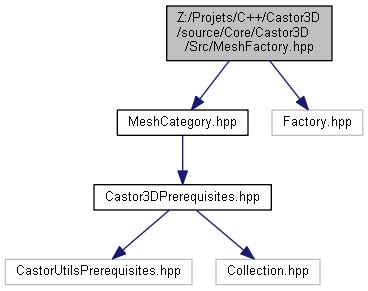 Z:/Projets/C++/Castor3D
/source/Core/Castor3D
/Src/MeshFactory.hpp
MeshCategory.hpp
Factory.hpp
Castor3DPrerequisites.hpp
CastorUtilsPrerequisites.hpp
Collection.hpp